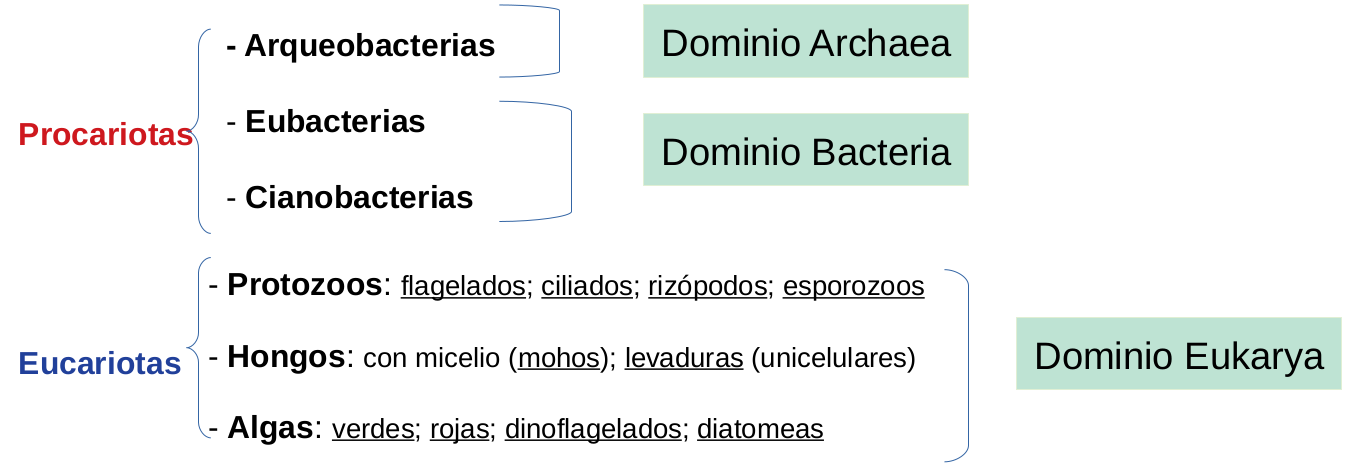 - Arqueobacterias
Dominio Archaea
Procariotas
- Eubacterias
Dominio Bacteria
- Cianobacterias
- Protozoos: flagelados; ciliados; rizópodos; esporozoos
Eucariotas
- Hongos: con micelio (mohos); levaduras (unicelulares)
Dominio Eukarya
- Algas: verdes; rojas; dinoflagelados; diatomeas